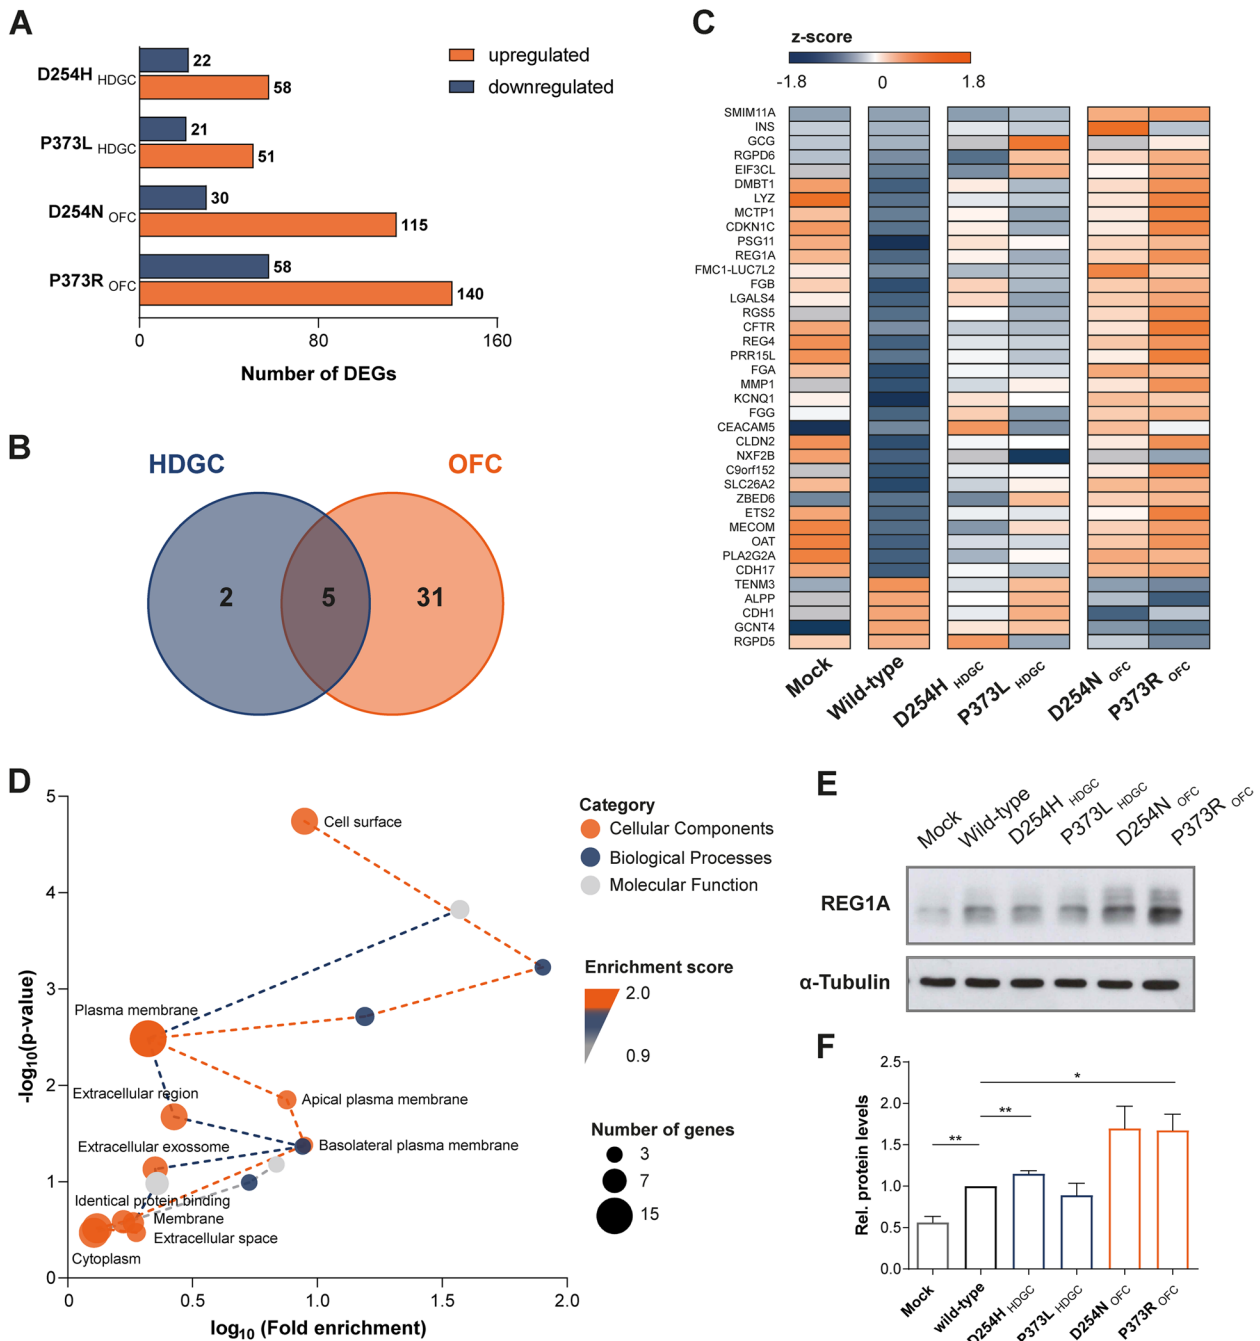 A
upregulated
downregulated
D254H HDGC
22
58
P373L HDGC
21
51
D254N OFC
30
115
P373R OFC
58
140
0
80
160
Number of DEGs
B
HDGC
OFC
2
5
31
C
z-score
-1.8
0
1.8
SMIM11A
INS
GCG
RGPD6
EIF3CL
DMBT1
LYZ
MCTP1
CDKN1C
PSG11
REG1A
FMC1-LUC7L2
FGB
LGALS4
RGS5
CFTR
REG4
PRR15L
FGA
MMP1
KCNQ1
FGG
CEACAM5
CLDN2
NXF2B
C9orf152
SLC26A2
ZBED6
ETS2
MECOM
OAT
PLA2G2A
CDH17
TENM3
ALPP
CDH1
GCNT4
RGPD5
Mock
Wild-type
D254H HDGC
P373L HDGC
D254N OFC
P373R OFC
D
5
4
3
2
1
0
-log10(p-value)
Cell surface
Plasma membrane
Extracellular region
Apical plasma membrane
Extracellular exossome
Basolateral plasma membrane
Identical protein binding
Membrane
Extracellular space
Cytoplasm
0
0.5
1.0
1.5
2.0
log10 (Fold enrichment)
Category
Cellular Components
Biological Processes
Molecular Function
Enrichment score
2.0
0.9
Number of genes
3
7
15
E
Mock
Wild-type
D254H HDGC
P373L HDGC
D254N OFC
P373R OFC
REG1A
α-Tubulin
F
2.5
2.0
1.5
1.0
0.5
0.0
Rel. protein levels
**
**
*
Mock
wild-type
D254H HDGC
P373L HDGC
D254N OFC
P373R OFC